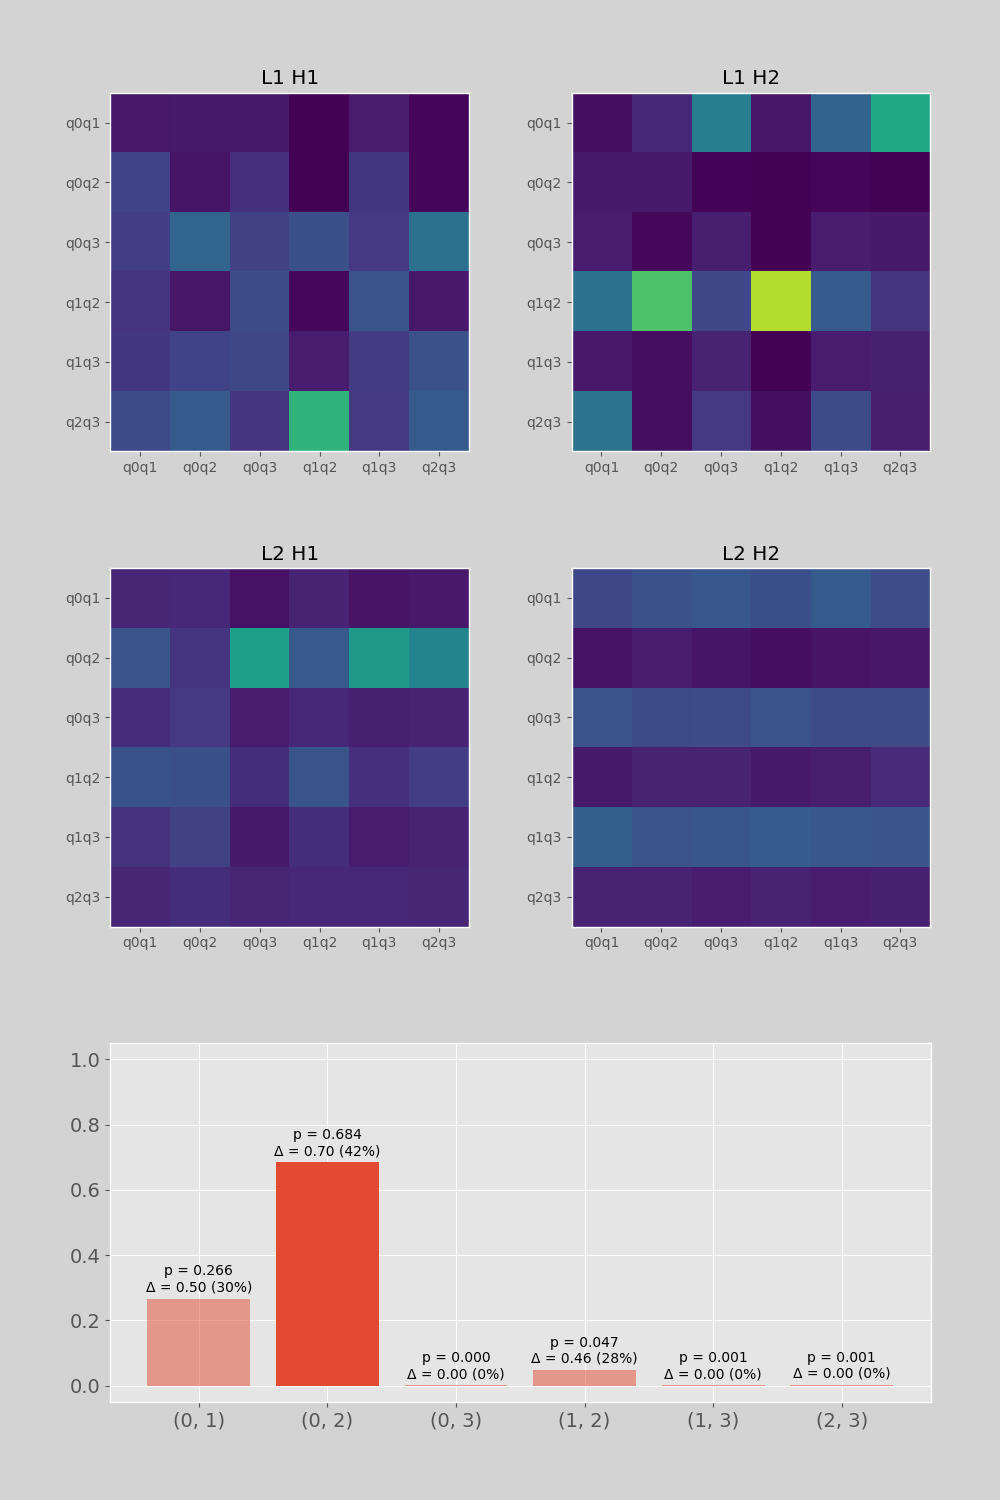 L1 H1
L1 H2
q0q1
q0q2
q0q3
q1q2
q1q3
q2q3
q0q1 q0q2 q0q3 q1q2 q1q3 q2q3
q0q1
q0q2
q0q3
q1q2
q1q3
q2q3
q0q1 q0q2 q0q3 q1q2 q1q3 q2q3
L2 H1
L2 H2
q0q1
q0q2
q0q3
q1q2
q1q3
q2q3
q0q1 q0q2 q0q3 q1q2 q1q3 q2q3
q0q1
q0q2
q0q3
q1q2
q1q3
q2q3
q0q1 q0q2 q0q3 q1q2 q1q3 q2q3
1.0
0.8
0.6
0.4
0.2
0.0
p = 0.266
Δ = 0.50 (30%)
p = 0.684
Δ = 0.70 (42%)
p = 0.000
Δ = 0.00 (0%)
p = 0.047
Δ = 0.46 (28%)
p = 0.001
Δ = 0.00 (0%)
p = 0.001
Δ = 0.00 (0%)
(0, 1) (0, 2) (0, 3) (1, 2) (1, 3) (2, 3)